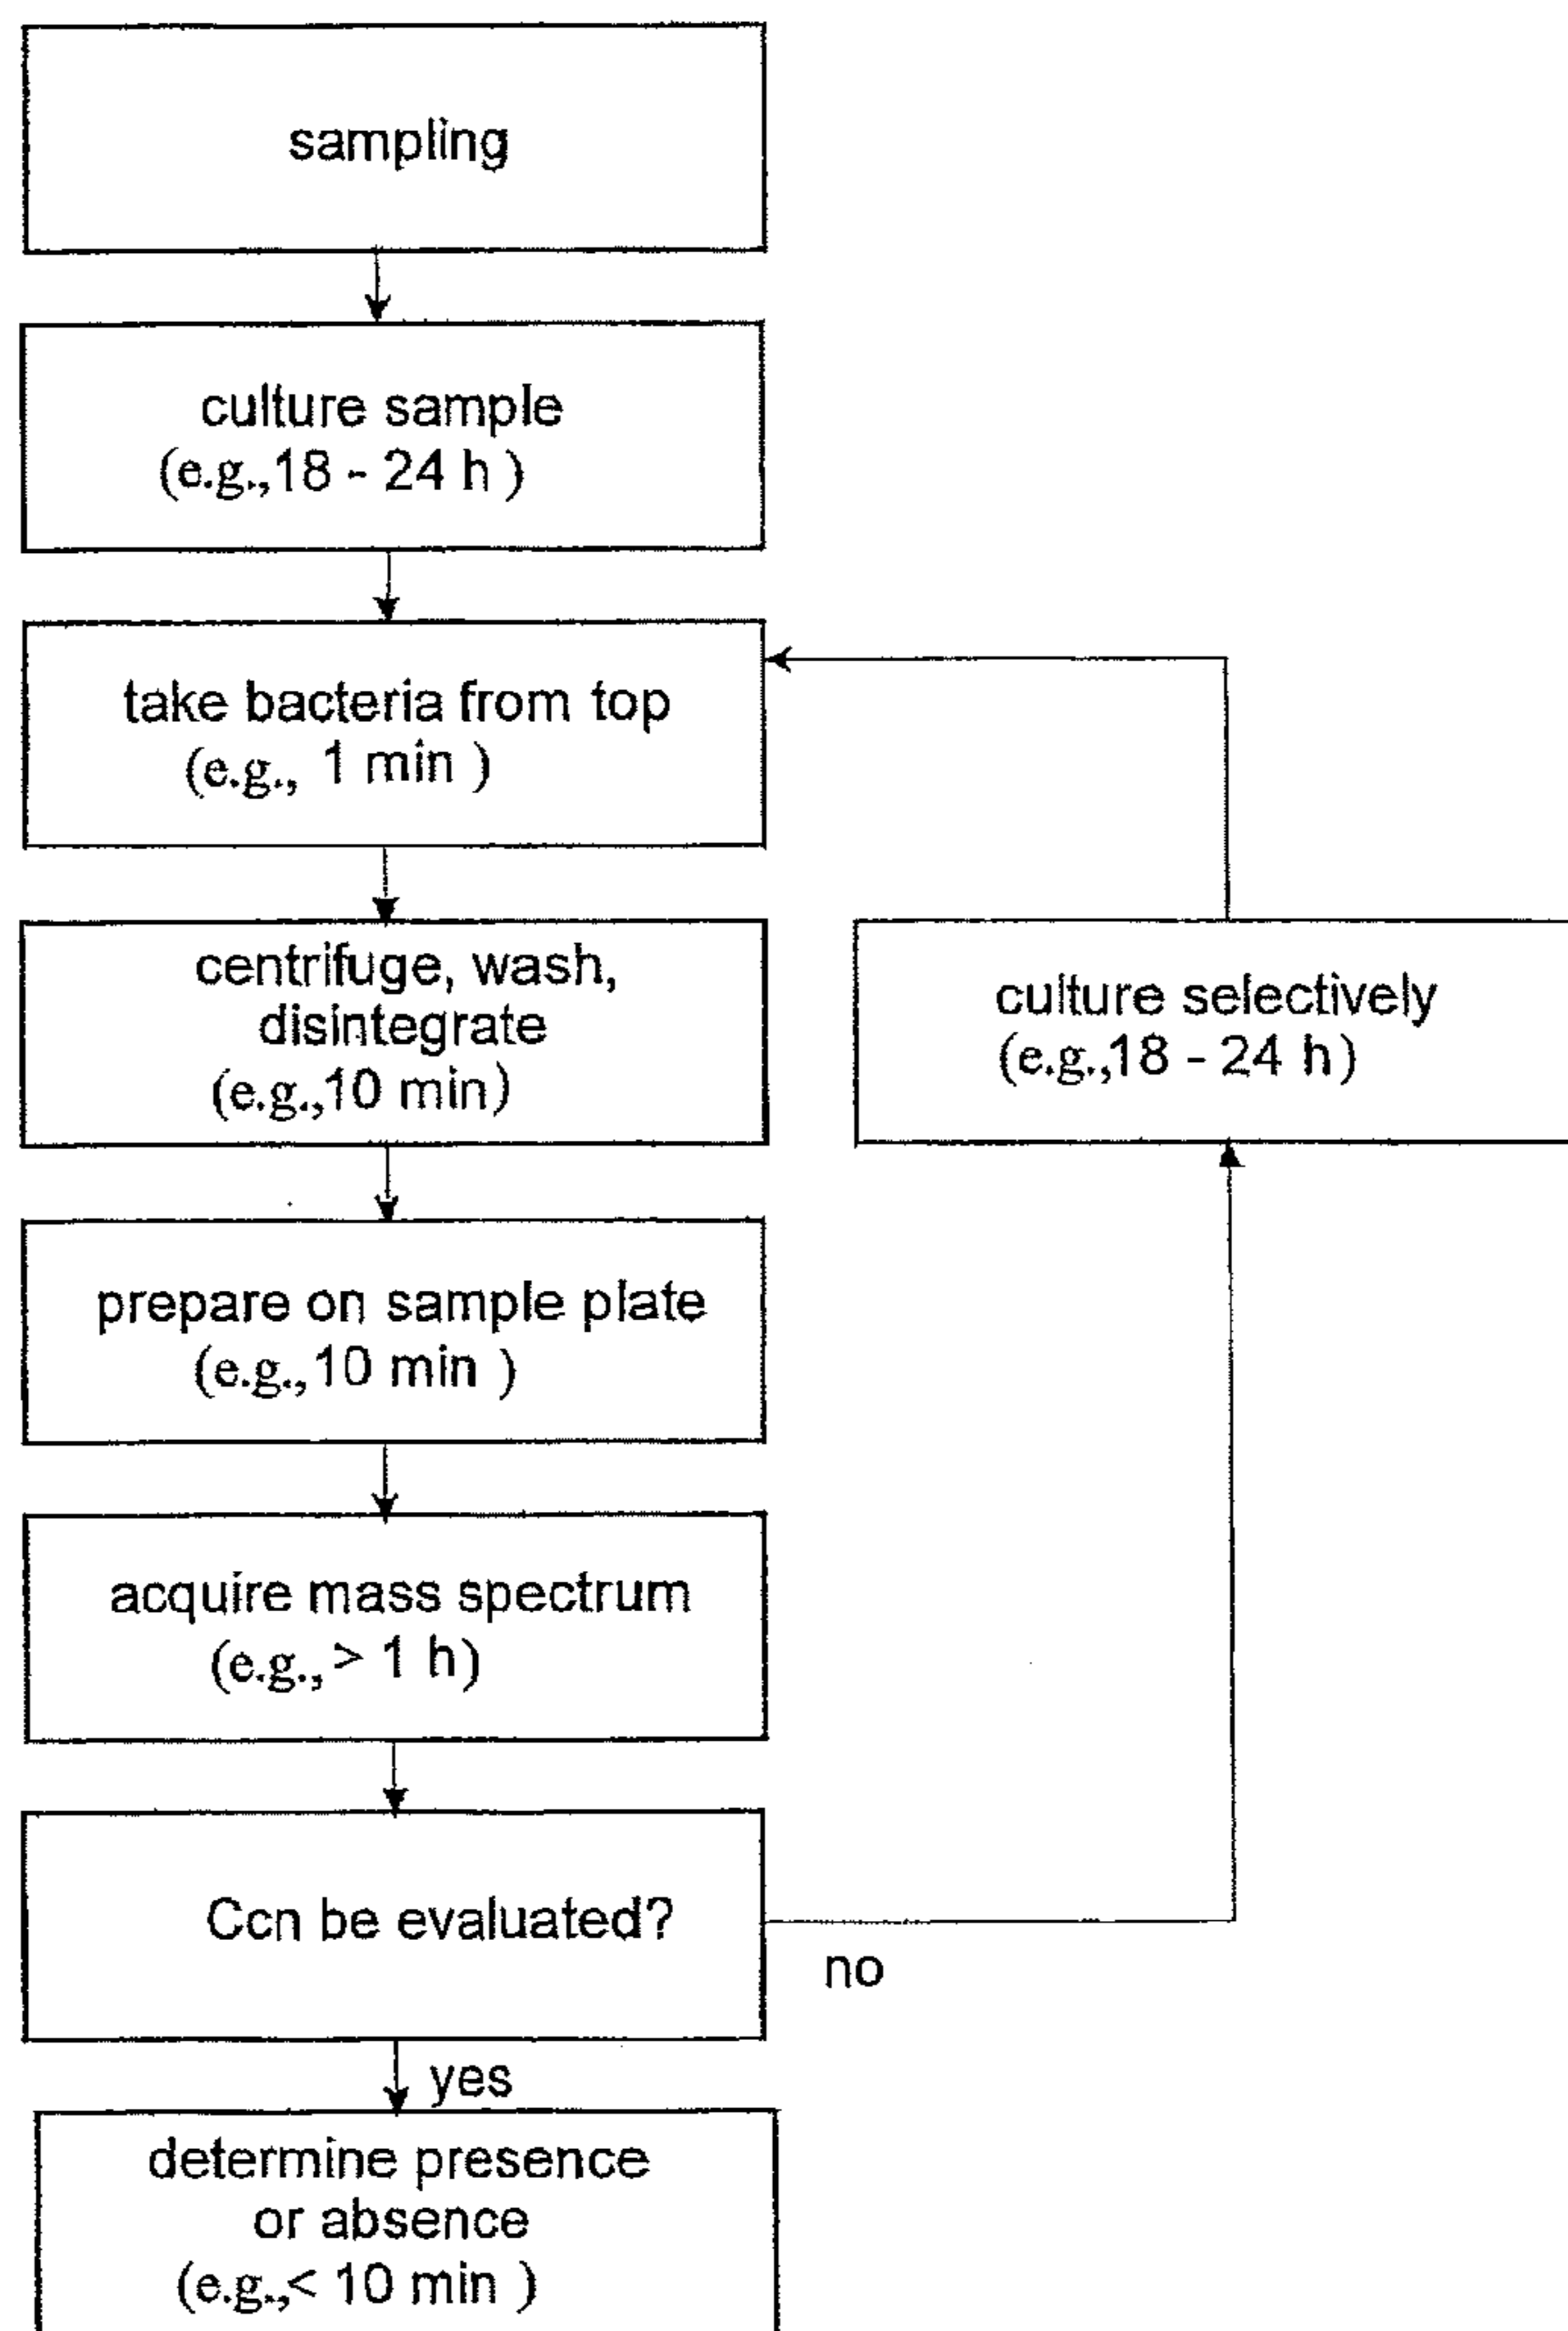 sampling
culture sample
(e.g.,18 - 24 h )
take bacteria from top
(e.g., 1 min )
centrifuge, wash,
disintegrate
(e.g.,10 min)
culture selectively
(e.g.,18 - 24 h)
prepare on sample plate
(e.g.,10 min )
acquire mass spectrum
(e.g.,> 1 h)
Ccn be evaluated?
no
yes
determine presence
or absence
(e.g.,< 10 min )